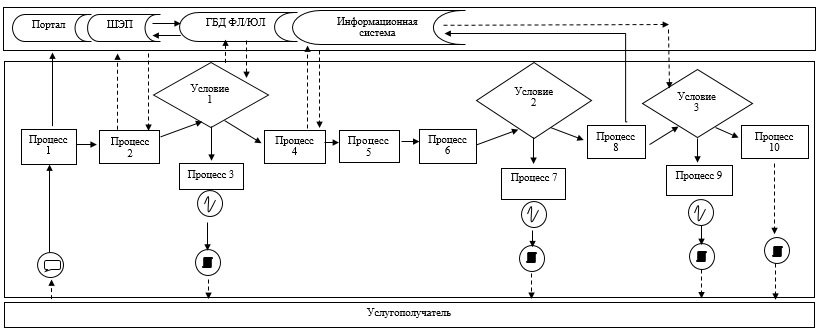 Портал
ШЭП
ГБД ФЛ/ЮЛ
Информационная
система
Условие
1
Условие
2
Условие
3
Процесс
1
Процесс
2
Процесс
4
Процесс
5
Процесс
6
Процесс
8
Процесс
10
Процесс 3
Процесс 7
Процесс 9
Услугополучатель